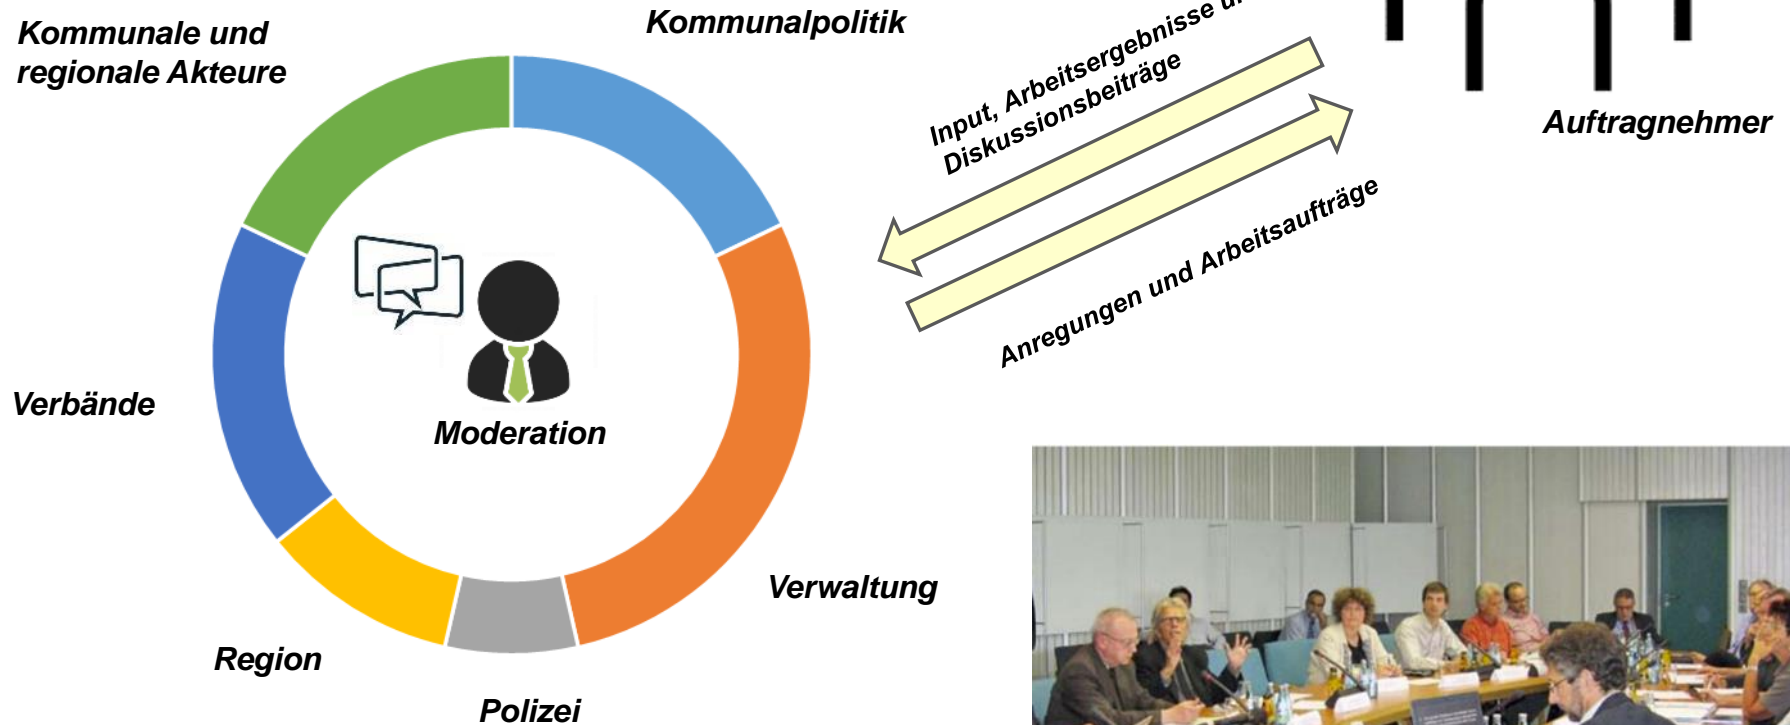 Kommunale und
regionale Akteure
Kommunalpolitik
Input, Arbeitsergebnisse
Diskussionsbeiträge
Auftragnehmer
Anregungen und Arbeitsaufträge
Verbände
Moderation
Verwaltung
Region
Polizei